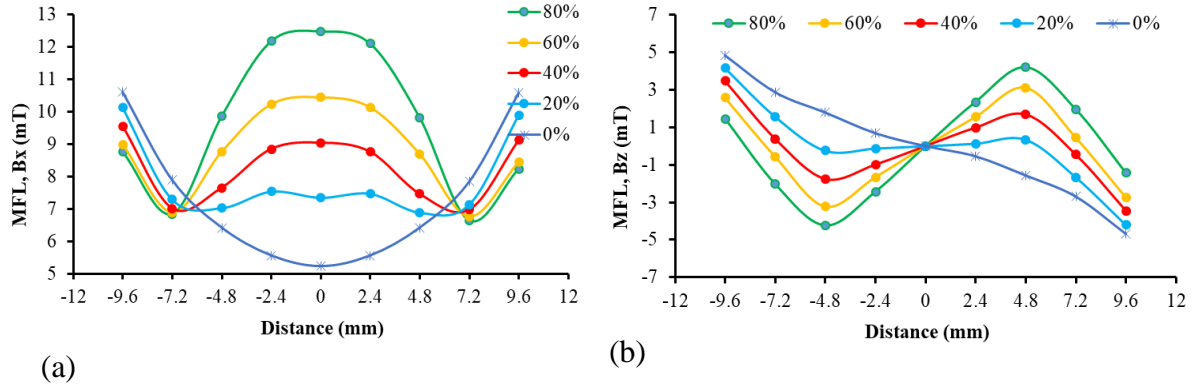 13
12
11
10
9
8
7
6
5
MFL, Bx (mT)
80%
60%
40%
20%
0%
-12 -9.6 -7.2 -4.8 -2.4 0 2.4 4.8 7.2 9.6 12
Distance (mm)
(a)
7
5
3
1
-1
-3
-5
-7
MFL, Bz (mT)
80% 60% 40% 20% 0%
-12 -9.6 -7.2 -4.8 -2.4 0 2.4 4.8 7.2 9.6 12
Distance (mm)
(b)